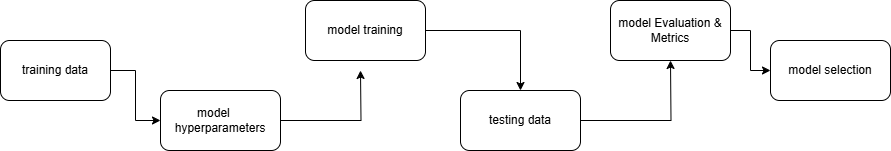 training data
model
hyperparameters
model training
testing data
model Evaluation &
Metrics
model selection